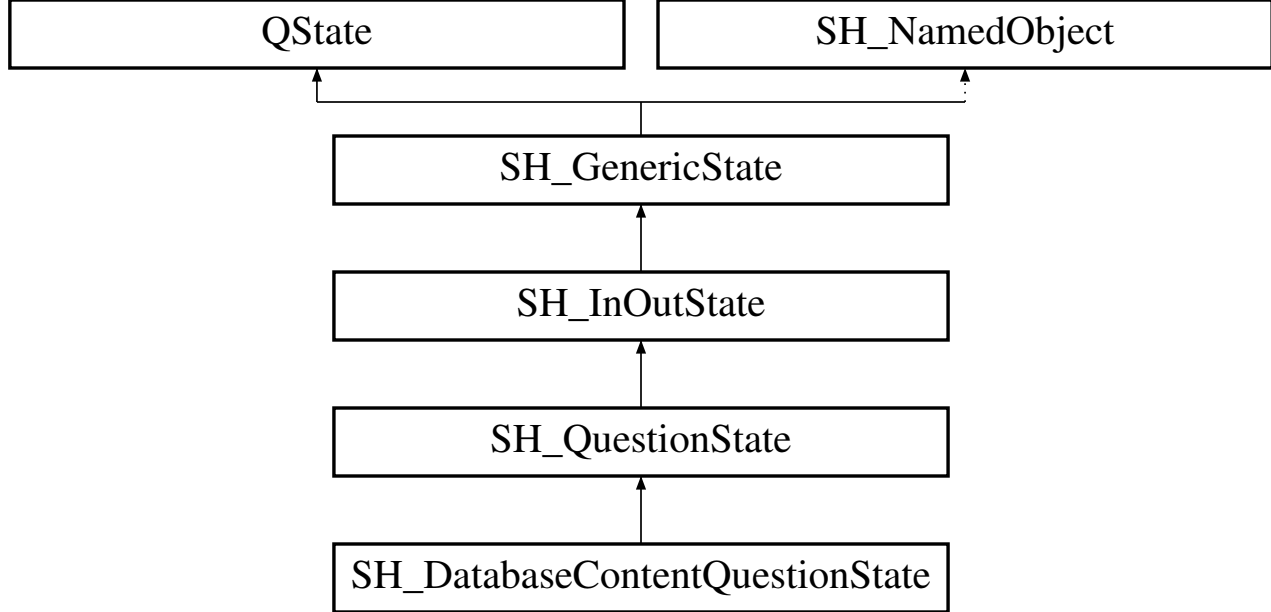 QState
SH_NamedObject
SH_GenericState
SH_InOutState
SH_QuestionState
SH_DatabaseContentQuestionState